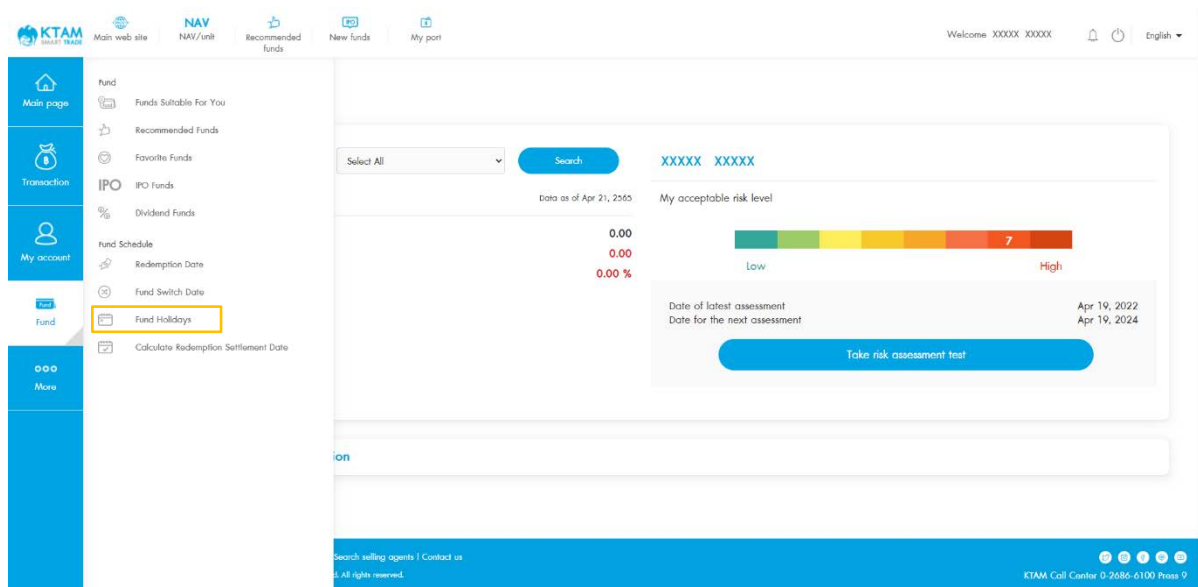 KTAM
SMART TRADE
Main web site
NAV
NAV/unit
Recommended
funds
IPO
New funds
My port
Welcome XXXXX XXXXX
English
Main page
Transaction
My account
Fund
Fund
More
Fund
Funds Suitable For You
Recommended Funds
Favorite Funds
IPO
IPO Funds
Dividend Funds
Fund Schedule
Redemption Date
Fund Switch Date
Fund Holidays
Calculate Redemption Settlement Date
Select All
Search
Data as of Apr 21, 2565
0.00
0.00
0.00 %
XXXXX XXXXX
My acceptable risk level
7
Low High
Date of latest assessment Apr 19, 2022
Date for the next assessment Apr 19, 2024
Take risk assessment test
ion
Search selling agents | Contact us
d. All rights reserved.
KTAM Call Center 0-2686-6100 Press 9